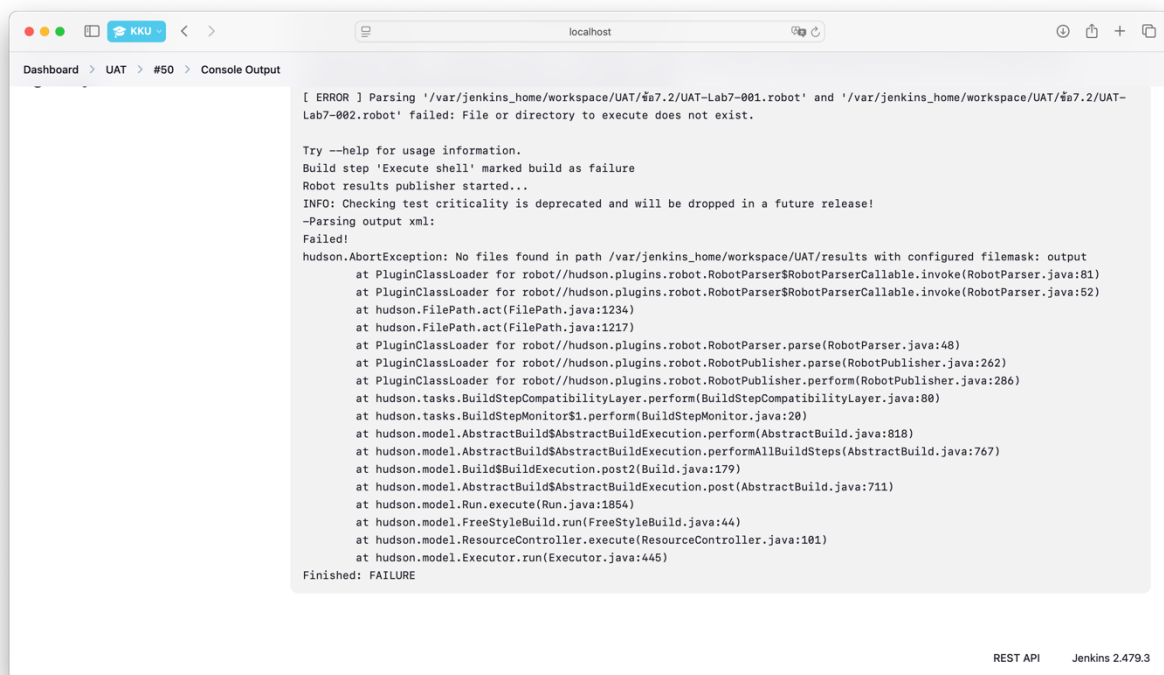 KKU
localhost
Dashboard > UAT > #50 > Console Output
[ ERROR ] Parsing '/var/jenkins_home/workspace/UAT/ข้อ7.2/UAT-Lab7-001.robot' and '/var/jenkins_home/workspace/UAT/ข้อ7.2/UAT-
Lab7-002.robot' failed: File or directory to execute does not exist.
Try --help for usage information.
Build step 'Execute shell' marked build as failure
Robot results publisher started...
INFO: Checking test criticality is deprecated and will be dropped in a future release!
-Parsing output xml:
Failed!
hudson.AbortException: No files found in path /var/jenkins_home/workspace/UAT/results with configured filemask: output
at PluginClassLoader for robot//hudson.plugins.robot.RobotParser$RobotParserCallable.invoke(RobotParser.java:81)
at PluginClassLoader for robot//hudson.plugins.robot.RobotParser$RobotParserCallable.invoke(RobotParser.java:52)
at hudson.FilePath.act(FilePath.java:1234)
at hudson.FilePath.act(FilePath.java:1217)
at PluginClassLoader for robot//hudson.plugins.robot.RobotParser.parse(RobotParser.java:48)
at PluginClassLoader for robot//hudson.plugins.robot.RobotPublisher.parse(RobotPublisher.java:262)
at PluginClassLoader for robot//hudson.plugins.robot.RobotPublisher.perform(RobotPublisher.java:286)
at hudson.tasks.BuildStepCompatibilityLayer.perform(BuildStepCompatibilityLayer.java:80)
at hudson.tasks.BuildStepMonitor$1.perform(BuildStepMonitor.java:20)
at hudson.model.AbstractBuild$AbstractBuildExecution.perform(AbstractBuild.java:818)
at hudson.model.AbstractBuild$AbstractBuildExecution.performAllBuildSteps(AbstractBuild.java:767)
at hudson.model.Build$BuildExecution.post2(Build.java:179)
at hudson.model.AbstractBuild$AbstractBuildExecution.post(AbstractBuild.java:711)
at hudson.model.Run.execute(Run.java:1854)
at hudson.model.FreeStyleBuild.run(FreeStyleBuild.java:44)
at hudson.model.ResourceController.execute(ResourceController.java:101)
at hudson.model.Executor.run(Executor.java:445)
Finished: FAILURE
REST API Jenkins 2.479.3